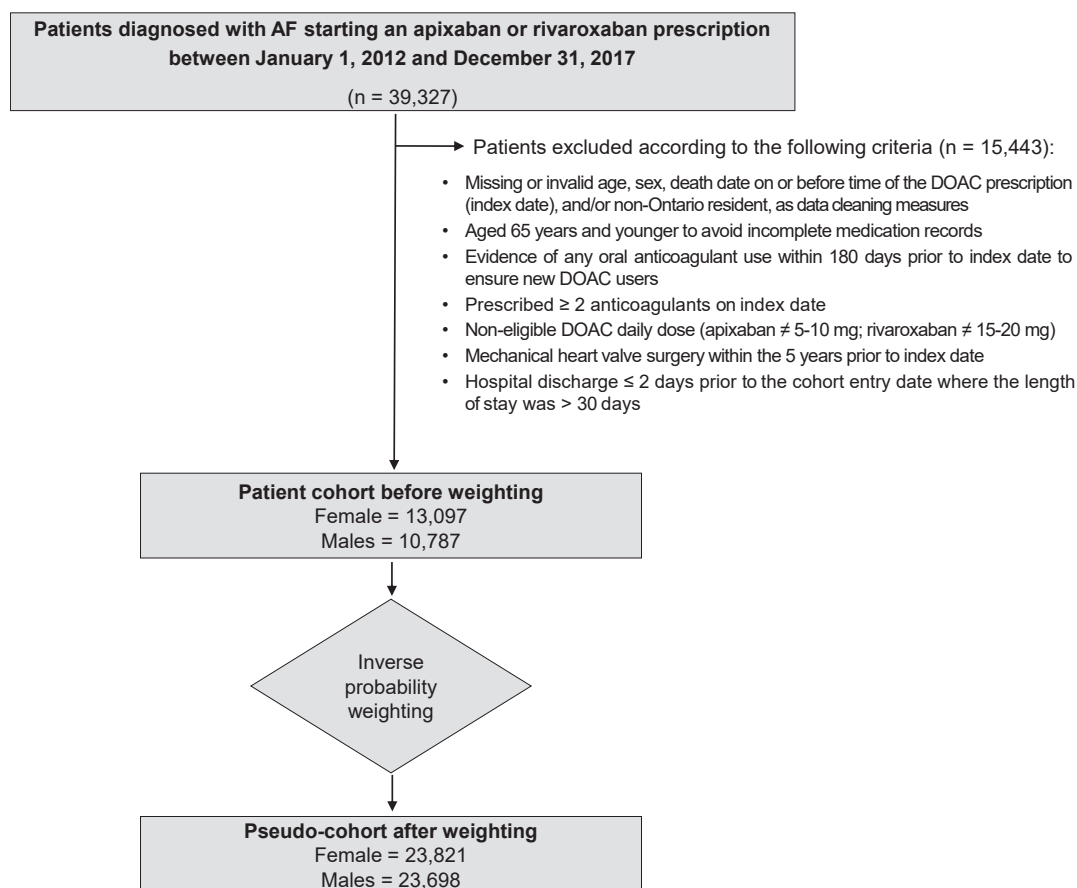 Patients diagnosed with AF starting an apixaban or rivaroxaban prescription
between January 1, 2012 and December 31, 2017
(n = 39,327)
Patients excluded according to the following criteria (n = 15,443):
• Missing or invalid age, sex, death date on or before time of the DOAC prescription
(index date), and/or non-Ontario resident, as data cleaning measures
• Aged 65 years and younger to avoid incomplete medication records
• Evidence of any oral anticoagulant use within 180 days prior to index date to
ensure new DOAC users
• Prescribed ≥ 2 anticoagulants on index date
• Non-eligible DOAC daily dose (apixaban ≠ 5-10 mg; rivaroxaban ≠ 15-20 mg)
• Mechanical heart valve surgery within the 5 years prior to index date
• Hospital discharge ≤ 2 days prior to the cohort entry date where the length
of stay was > 30 days
Patient cohort before weighting
Female = 13,097
Males = 10,787
Inverse
probability
weighting
Pseudo-cohort after weighting
Female = 23,821
Males = 23,698